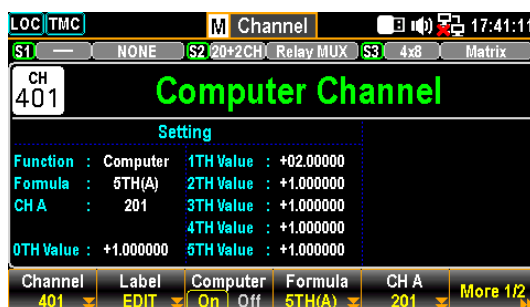 LOC TMC M Channel 17:41:11
S1 — NONE S2 20+2CH Relay MUX S3 4x8 Matrix
CH
401
Computer Channel
Setting
Function : Computer 1TH Value : +02.00000
Formula : 5TH(A) 2TH Value : +1.000000
CH A : 201 3TH Value : +1.000000
4TH Value : +1.000000
0TH Value : +1.000000 5TH Value : +1.000000
Channel Label Computer Formula CH A More 1/2
401 EDIT On Off 5TH(A) 201